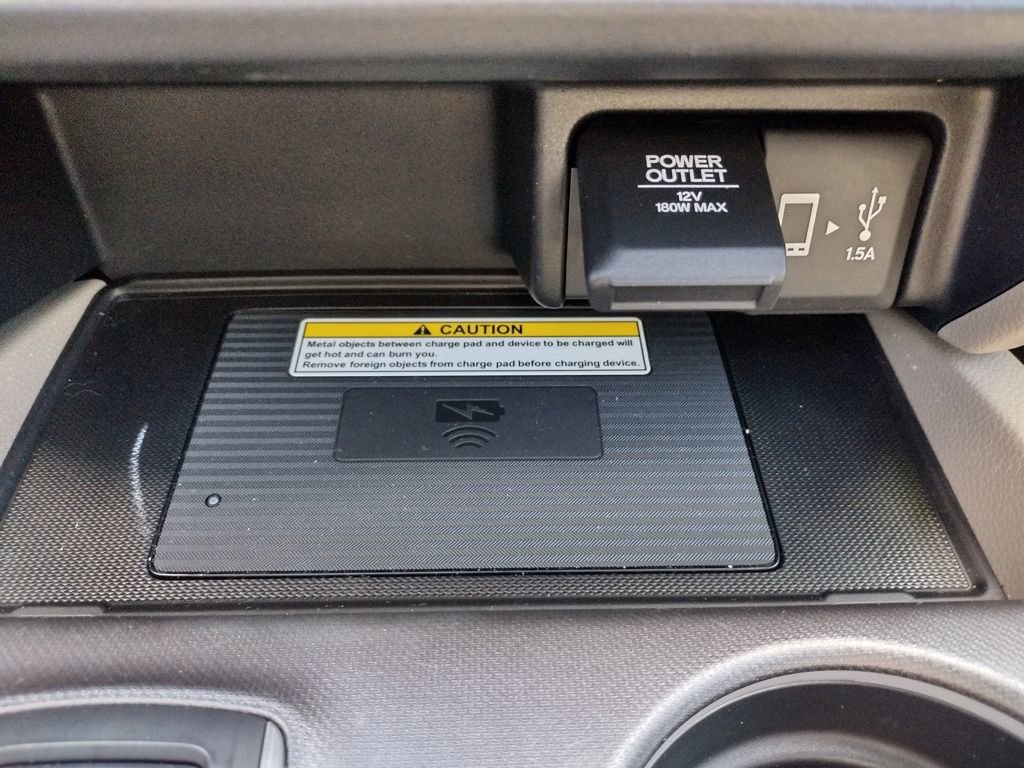 POWER
OUTLET
12V
180W MAX
1.5A
CAUTION
Metal objects between charge pad and device to be charged will
get hot and can burn you.
Remove foreign objects from charge pad before charging device.